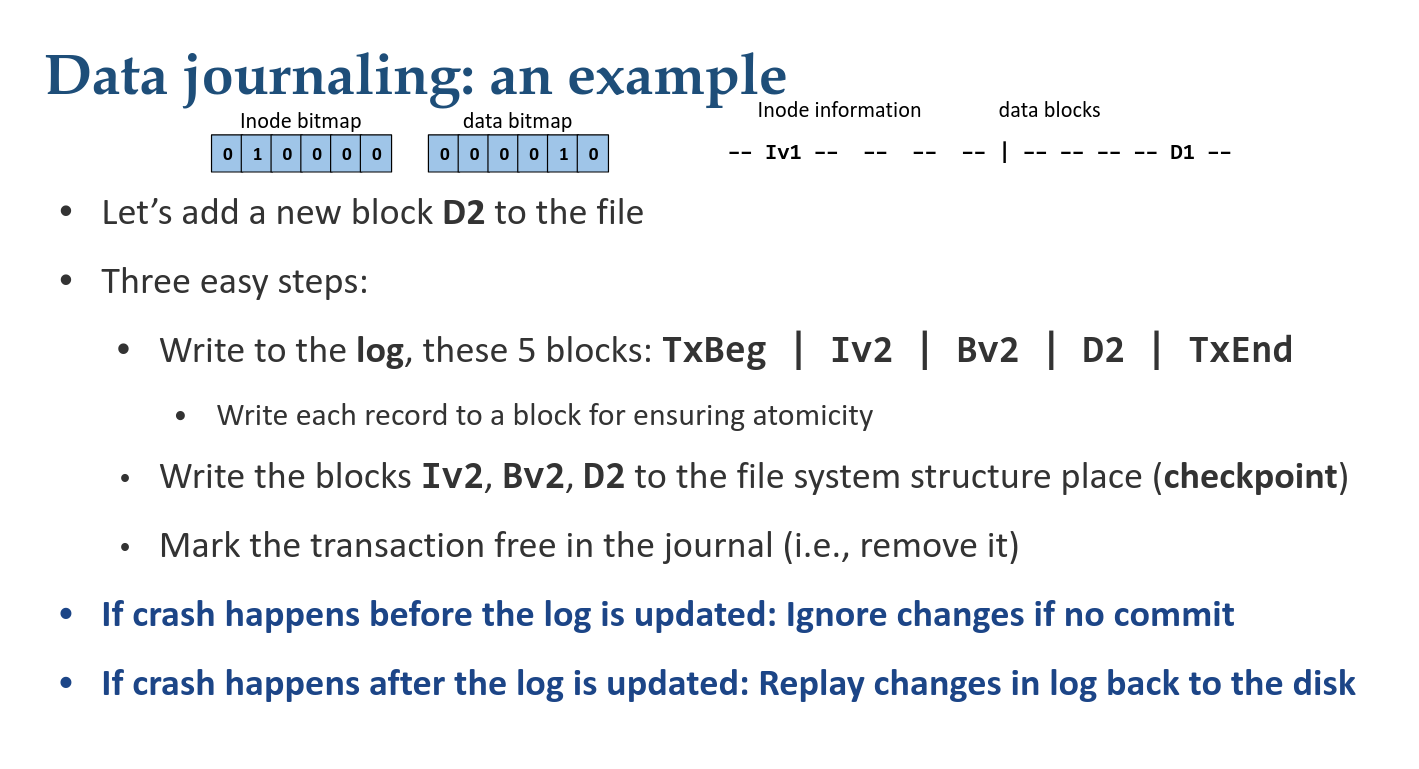 Data journaling: an example
Inode bitmap data bitmap Inode information data blocks
0 1 0 0 0 0 0 0 0 0 1 0 -- Iv1 -- -- -- -- | -- -- -- -- D1 --
• Let’s add a new block D2 to the file
• Three easy steps:
• Write to the log, these 5 blocks: TxBeg | Iv2 | Bv2 | D2 | TxEnd
• Write each record to a block for ensuring atomicity
• Write the blocks Iv2, Bv2, D2 to the file system structure place (checkpoint)
• Mark the transaction free in the journal (i.e., remove it)
• If crash happens before the log is updated: Ignore changes if no commit
• If crash happens after the log is updated: Replay changes in log back to the disk